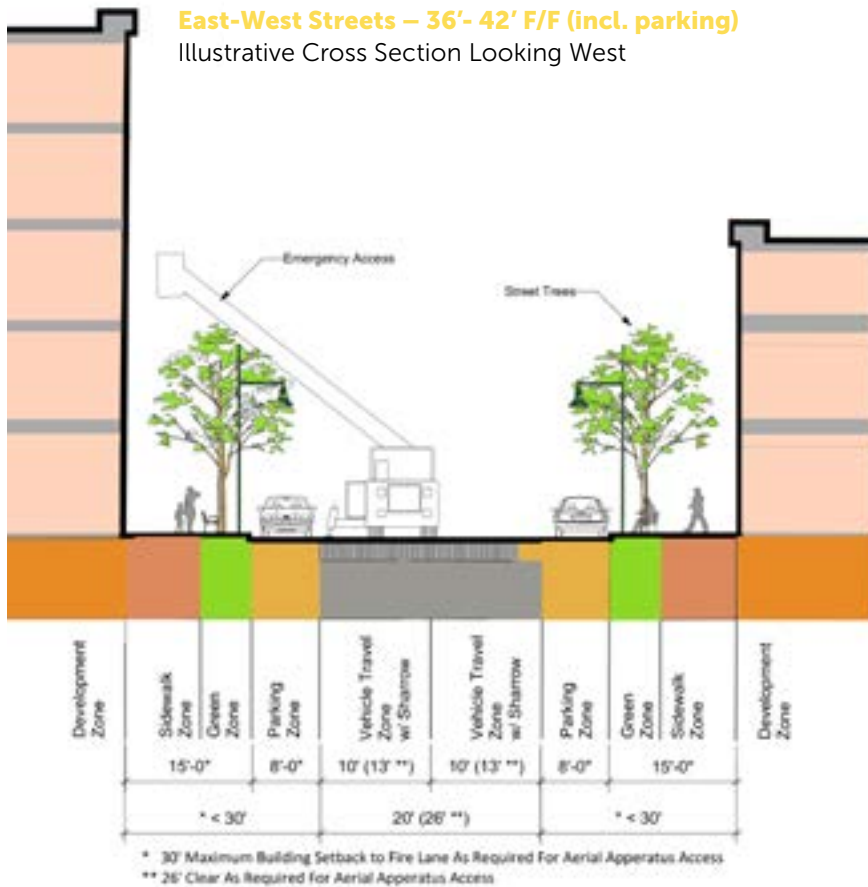 East-West Streets – 36'- 42' F/F (incl. parking)
Illustrative Cross Section Looking West
Emergency Access
Street Trees
Development
Zone
Sidewalk
Zone
Green
Zone
Parking
Zone
Vehicle Travel
Zone
w/ Sharrow
Vehicle Travel
Zone
w/ Sharrow
Parking
Zone
Green
Zone
Sidewalk
Zone
Development
Zone
15'-0"
8'-0"
10' (13' **)
10' (13' **)
8'-0"
15'-0"
* < 30'
20' (26' **)
* < 30'
* 30' Maximum Building Setback to Fire Lane As Required For Aerial Apperatus Access
** 26' Clear As Required For Aerial Apperatus Access